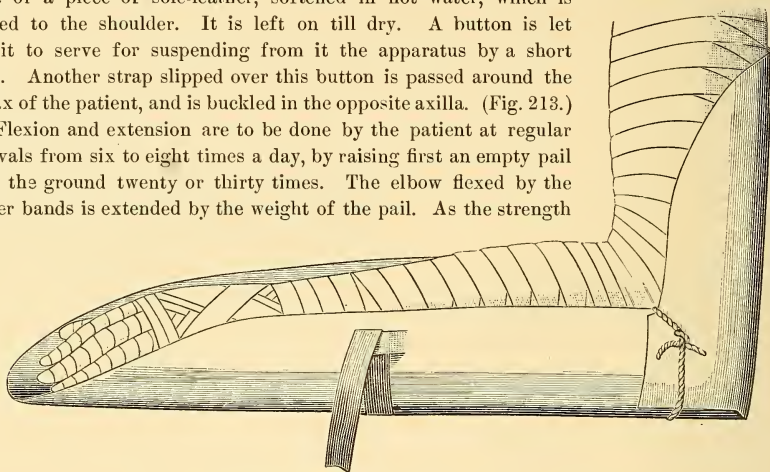 of a piece of sole-leather, softened in hot water, which is
ed to the shoulder. It is left on till dry. A button is let
it to serve for suspending from it the apparatus by a short
. Another strap slipped over this button is passed around the
x of the patient, and is buckled in the opposite axilla. (Fig. 213.)
Flexion and extension are to be done by the patient at regular
vals from six to eight times a day, by raising first an empty pail
the ground twenty or thirty times. The elbow flexed by the
er bands is extended by the weight of the pail. As the strength